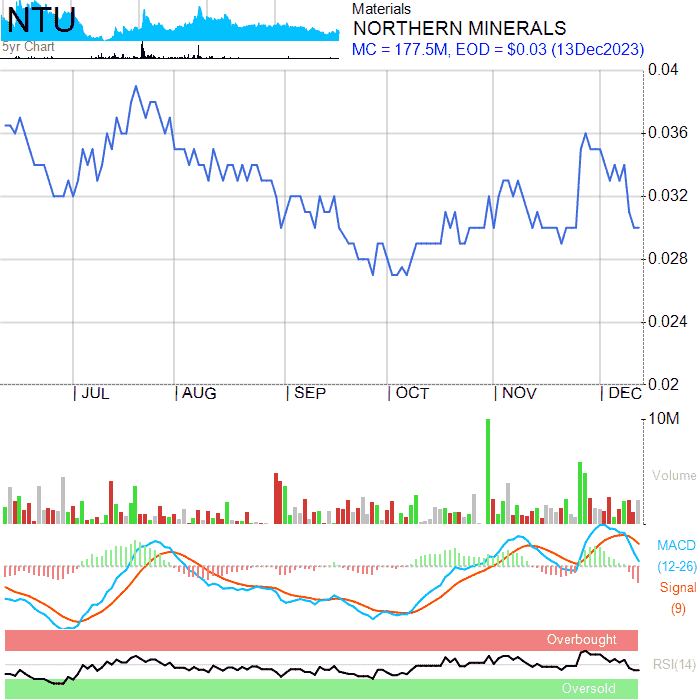 NTU
5yr Chart
Materials
NORTHERN MINERALS
MC = 177.5M, EOD = $0.03 (13Dec2023)
0.04
0.036
0.032
0.028
0.024
0.02
JUL AUG SEP OCT NOV DEC
10M
Volume
MACD
(12-26)
Signal
(9)
Overbought
RSI(14)
Oversold